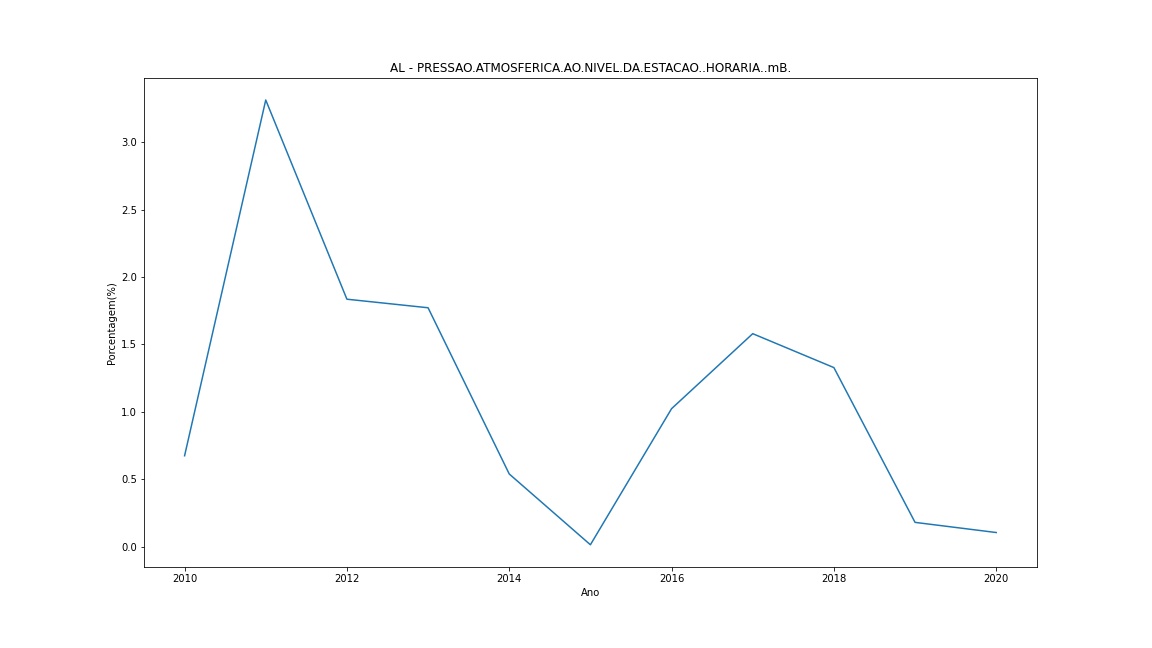 AL - PRESSAO.ATMOSFERICA.AO.NIVEL.DA.ESTACAO..HORARIA..mB.
Porcentagem(%)
3.0
2.5
2.0
1.5
1.0
0.5
0.0
2010 2012 2014 2016 2018 2020
Ano